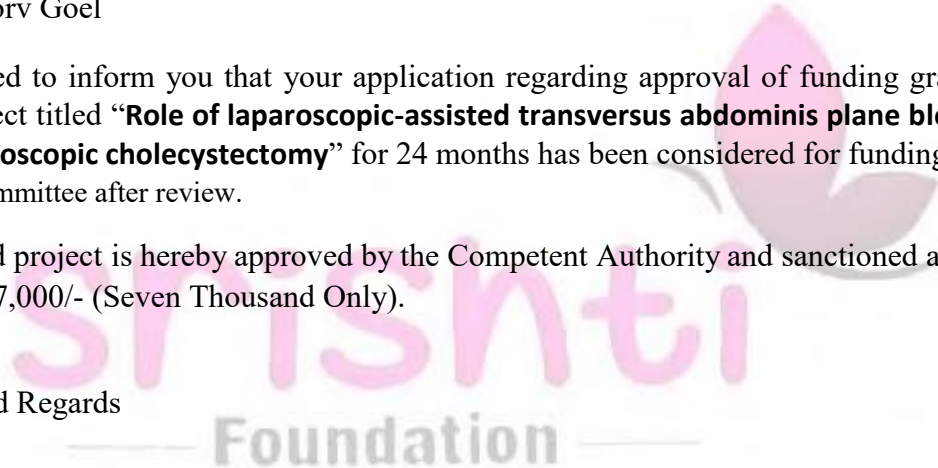 orv Goel
ed to inform you that your application regarding approval of funding gra
ect titled “Role of laparoscopic-assisted transversus abdominis plane blo
oscopic cholecystectomy” for 24 months has been considered for funding
mmittee after review.
d project is hereby approved by the Competent Authority and sanctioned a
7,000/- (Seven Thousand Only).
srishti
d Regards
Foundation